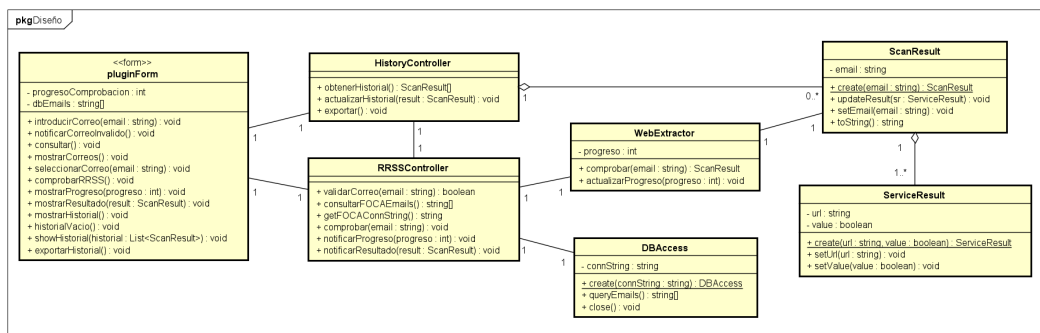 pkg Diseño
<<form>>
pluginForm
- progresoComprobacion : int
- dbEmails : string[]
+ introducirCorreo(email : string) : void
+ notificarCorreoInvalido() : void
+ consultar() : void
+ mostrarCorreos() : void
+ seleccionarCorreo(email : string) : void
+ comprobarRRSS() : void
+ mostrarProgreso(progreso : int) : void
+ mostrarResultado(result : ScanResult) : void
+ mostrarHistorial() : void
+ historialVacio() : void
+ showHistorial(historial : List<ScanResult>) : void
+ exportarHistorial() : void
1
1
1
1
HistoryController
+ obtenerHistorial() : ScanResult[]
+ actualizarHistorial(result : ScanResult) : void
+ exportar() : void
1
0..*
1
1
RRSSController
+ validarCorreo(email : string) : boolean
+ consultarFOCAEmails() : string[]
+ getFOCAConnString() : string
+ comprobar(email : string) : void
+ notificarProgreso(progreso : int) : void
+ notificarResultado(result : ScanResult) : void
1
1
1
1
WebExtractor
- progreso : int
+ comprobar(email : string) : ScanResult
+ actualizarProgreso(progreso : int) : void
1
1
DBAccess
- connString : string
+ create(connString : string) : DBAccess
+ queryEmails() : string[]
+ close() : void
ScanResult
- email : string
+ create(email : string) : ScanResult
+ updateResult(sr : ServiceResult) : void
+ setEmail(email : string) : void
+ toString() : string
1
1..*
ServiceResult
- url : string
- value : boolean
+ create(url : string, value : boolean) : ServiceResult
+ setUrl(url : string) : void
+ setValue(value : boolean) : void